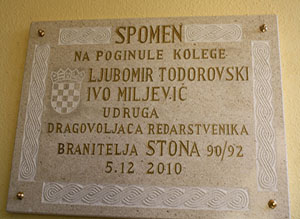 SPOMEN
NA POGINULE KOLEGE
LJUBOMIR TODOROVSKI
IVO MILJEVIĆ
UDRUGA
DRAGOVOLJACA REDARSTVENIKA
BRANITELJA STONA 90/92
5.12 2010